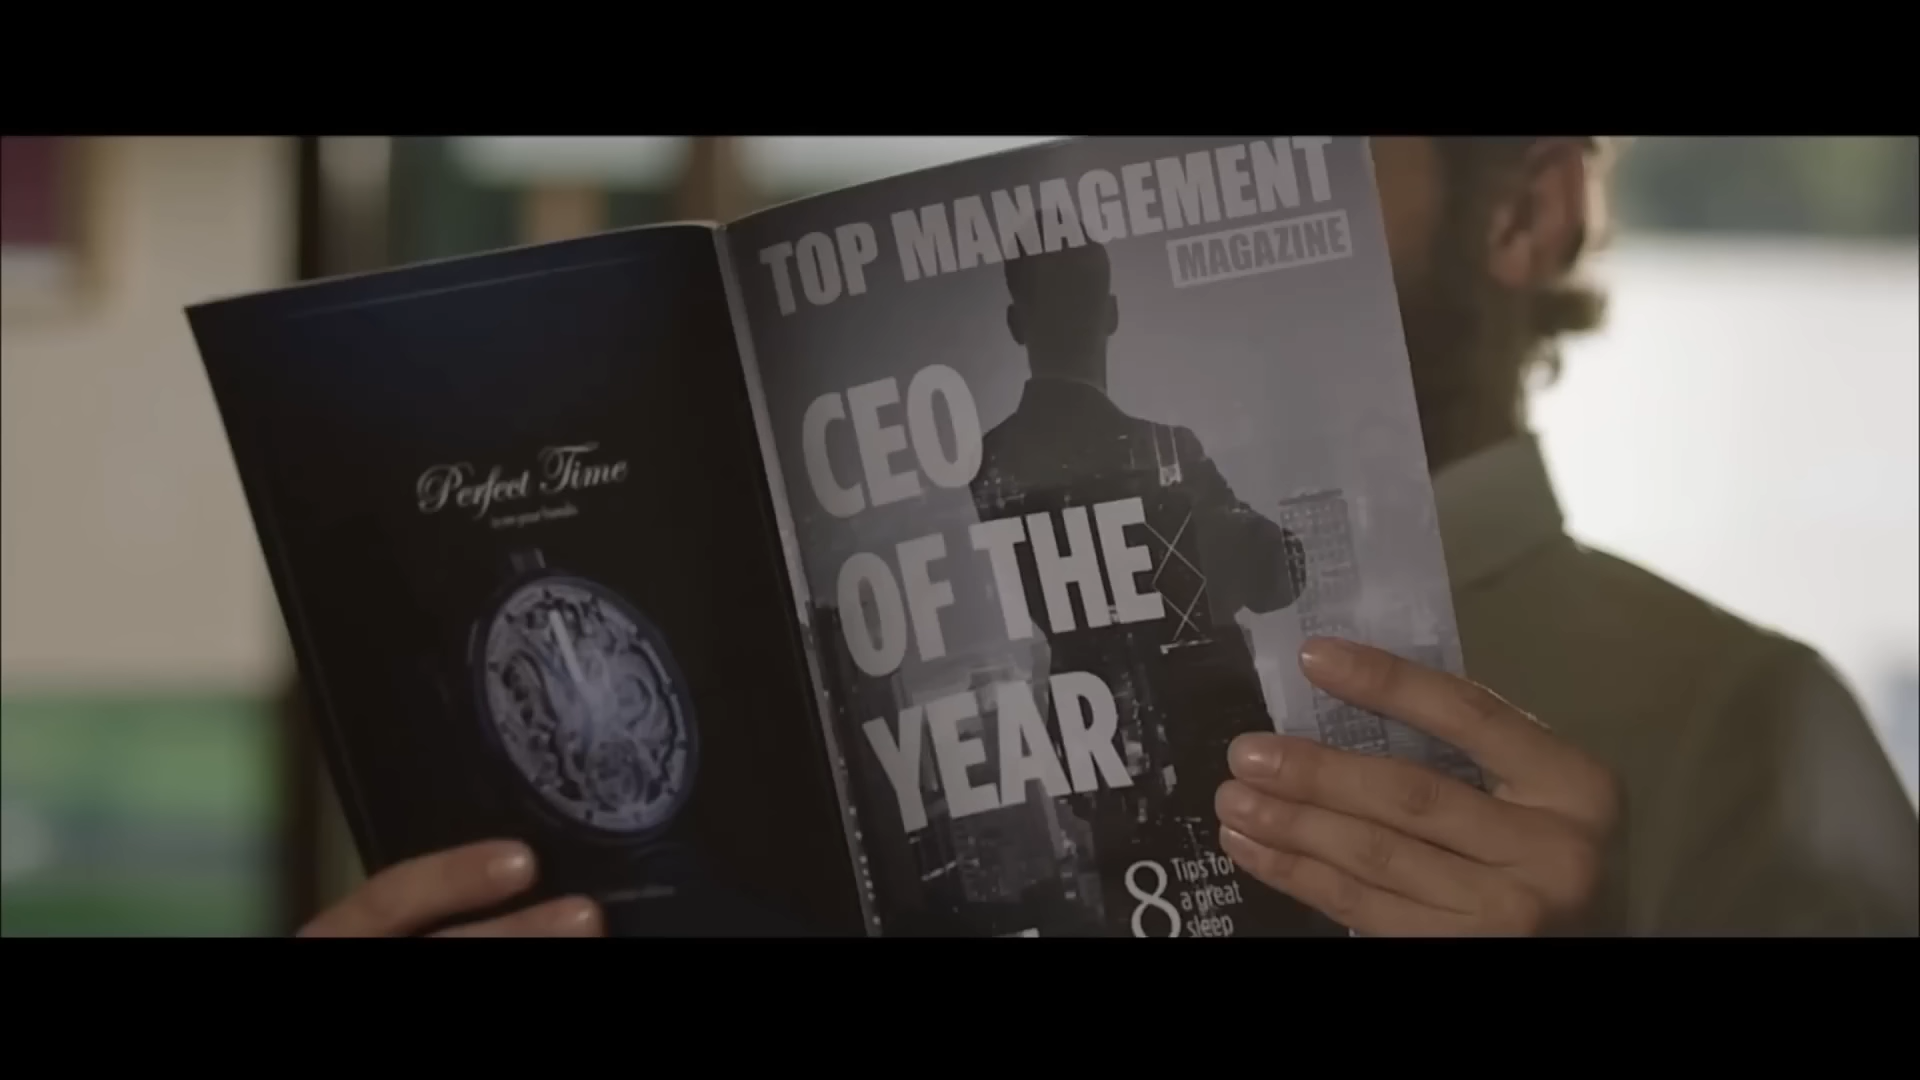 Perfect Time
TOP MANAGEMENT
MAGAZINE
CEO
OF THE
YEAR
8 Tips for
a great
sleep